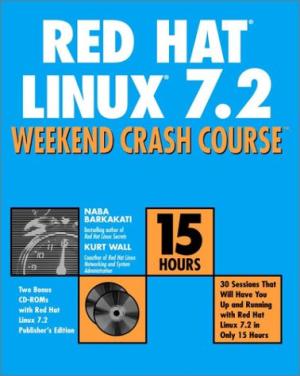 RED HAT®
LINUX® 7.2
WEEKEND CRASH COURSE™
NABA
BARKAKATI
Bestselling author of
Red Hat Linux Secrets
KURT WALL
Coauthor of Red Hat Linux
Networking and System
Administration
15
HOURS
Two Bonus
CD-ROMs
with Red Hat
Linux 7.2
Publisher's Edition
30 Sessions That
Will Have You
Up and Running
with Red Hat
Linux 7.2 in
Only 15 Hours